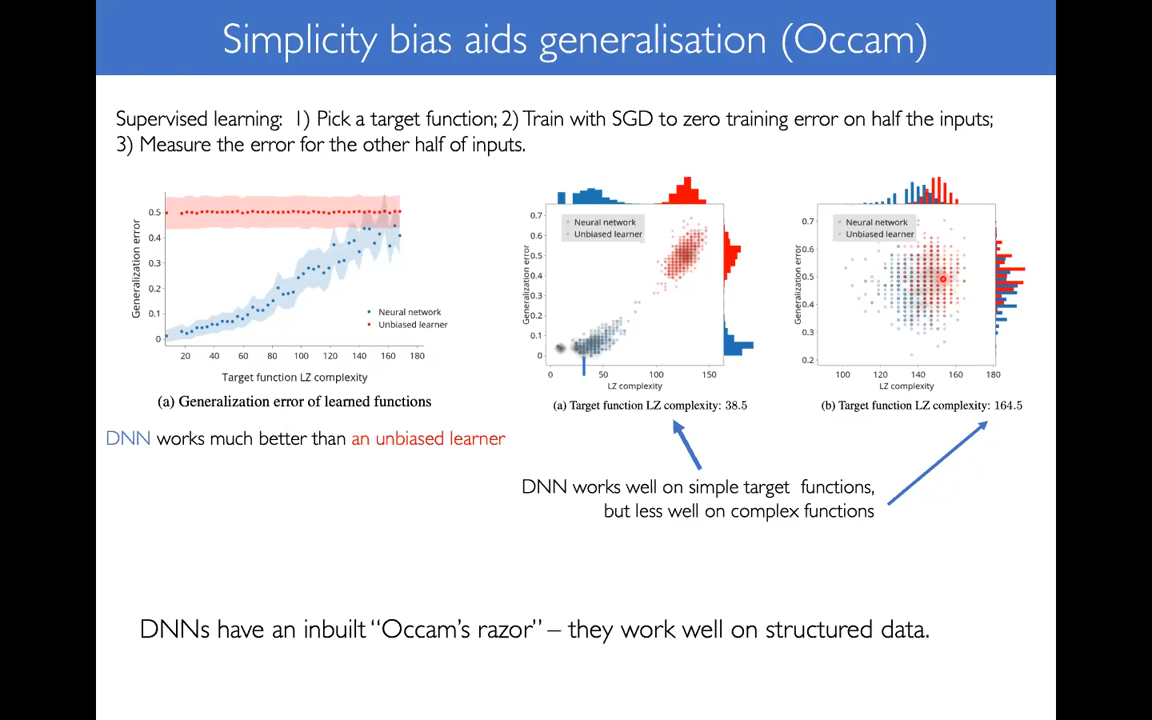 Simplicity bias aids generalisation (Occam)
Supervised learning: 1) Pick a target function; 2) Train with SGD to zero training error on half the inputs;
3) Measure the error for the other half of inputs.
Generalization error
0.5
0.4
0.3
0.2
0.1
0
Neural network
Unbiased learner
20 40 60 80 100 120 140 160 180
Target function LZ complexity
(a) Generalization error of learned functions
DNN works much better than an unbiased learner
Neural network
Unbiased learner
Generalization error
0.7
0.6
0.5
0.4
0.3
0.2
0.1
0
0 50 100 150
LZ complexity
(a) Target function LZ complexity: 38.5
Neural network
Unbiased learner
Generalization error
0.7
0.6
0.5
0.4
0.3
0.2
100 120 140 160 180
LZ complexity
(b) Target function LZ complexity: 164.5
DNN works well on simple target functions,
but less well on complex functions
DNNs have an inbuilt “Occam’s razor” – they work well on structured data.